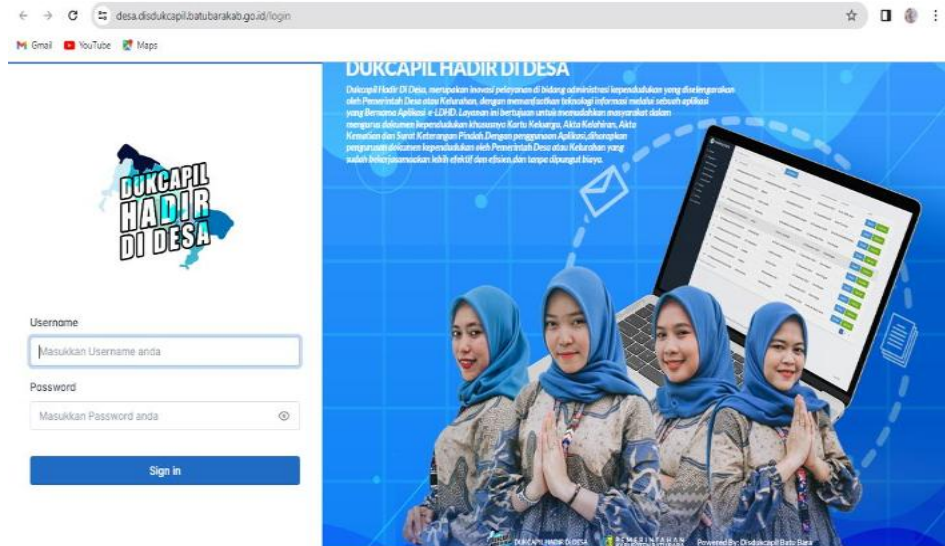 desa.disdukcapil.batubarakab.go.id/login
Gmail YouTube Maps
DUKCAPIL
HADIR
DI DESA
Username
Masukkan Username anda
Password
Masukkan Password anda
Sign in
DUKCAPIL HADIR DI DESA
Dukcapil Hadir Di Desa, merupakan inovasi pelayanan di bidang administrasi kependudukan yang diselengarakan
oleh Pemerintah Desa atau Kelurahan, dengan memanfaatkan teknologi informasi melalui sebuah aplikasi
yang Bernama Aplikasi e-LDHD. Layanan ini bertujuan untuk memudahkan masyarakat dalam
mengurus dokumen kependudukan khususnya Kartu Keluarga, Akta Kelahiran, Akta
Kematian dan Surat Keterangan Pindah.Dengan penggunaan Aplikasi,diharapkan
pengurusan dokumen kependudukan oleh Pemerintah Desa atau Kelurahan yang
sudah bekerjasamaakan lebih efektif dan efisien,dan tanpa dipungut biaya.
DUKCAPIL HADIR DI DESA
PEMERINTAHAN
KABUPATEN BATU BARA
Powered By: Disdukcapil Batu Bara